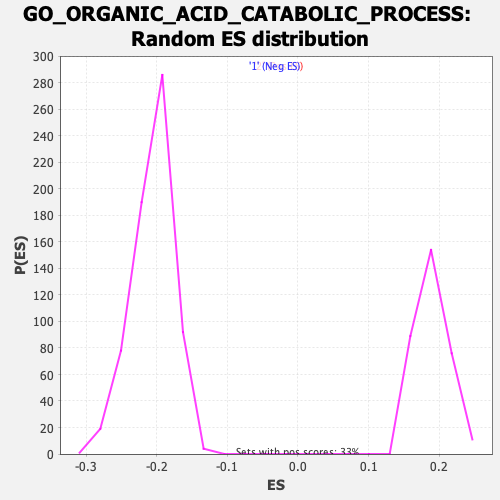 GO_ORGANIC_ACID_CATABOLIC_PROCESS:
Random ES distribution
'1' (Neg ES))
300
280
260
240
220
200
180
160
140
120
100
80
60
40
20
0
P(ES)
Sets with pos scores: 33%
-0.3 -0.2 -0.1 0.0 0.1 0.2
ES